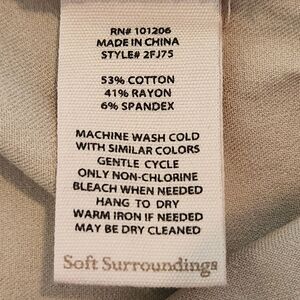 RN# 101206
MADE IN CHINA
STYLE# 2FJ75
53% COTTON
41% RAYON
6% SPANDEX
MACHINE WASH COLD
WITH SIMILAR COLORS
GENTLE CYCLE
ONLY NON-CHLORINE
BLEACH WHEN NEEDED
HANG TO DRY
WARM IRON IF NEEDED
MAY BE DRY CLEANED
Soft Surroundings